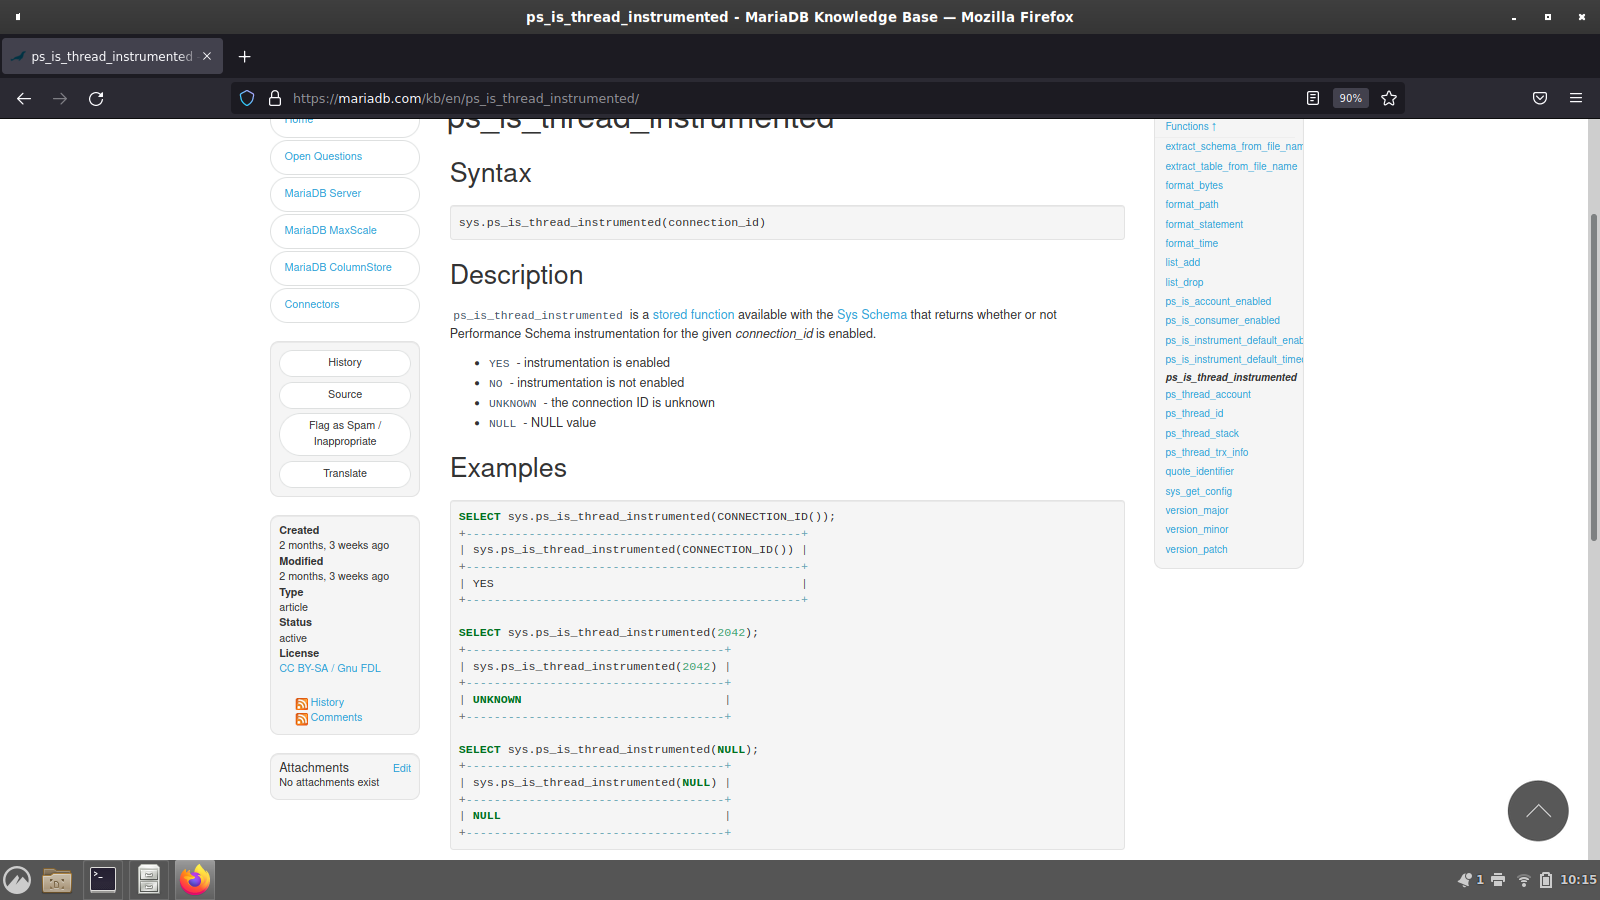 ps_is_thread_instrumented - MariaDB Knowledge Base — Mozilla Firefox
ps_is_thread_instrumented
https://mariadb.com/kb/en/ps_is_thread_instrumented/
90%
Home
Open Questions
MariaDB Server
MariaDB MaxScale
MariaDB ColumnStore
Connectors
History
Source
Flag as Spam /
Inappropriate
Translate
Created
2 months, 3 weeks ago
Modified
2 months, 3 weeks ago
Type
article
Status
active
License
CC BY-SA / Gnu FDL
History
Comments
Attachments Edit
No attachments exist
ps_is_thread_instrumented
Syntax
sys.ps_is_thread_instrumented(connection_id)
Description
ps_is_thread_instrumented is a stored function available with the Sys Schema that returns whether or not
Performance Schema instrumentation for the given connection_id is enabled.
• YES - instrumentation is enabled
• NO - instrumentation is not enabled
• UNKNOWN - the connection ID is unknown
• NULL - NULL value
Examples
SELECT sys.ps_is_thread_instrumented(CONNECTION_ID());
+------------------------------------------------+
| sys.ps_is_thread_instrumented(CONNECTION_ID()) |
+------------------------------------------------+
| YES                                            |
+------------------------------------------------+
SELECT sys.ps_is_thread_instrumented(2042);
+-------------------------------------+
| sys.ps_is_thread_instrumented(2042) |
+-------------------------------------+
| UNKNOWN                             |
+-------------------------------------+
SELECT sys.ps_is_thread_instrumented(NULL);
+-------------------------------------+
| sys.ps_is_thread_instrumented(NULL) |
+-------------------------------------+
| NULL                                |
+-------------------------------------+
Functions ↑
extract_schema_from_file_nam
extract_table_from_file_name
format_bytes
format_path
format_statement
format_time
list_add
list_drop
ps_is_account_enabled
ps_is_consumer_enabled
ps_is_instrument_default_enab
ps_is_instrument_default_timed
ps_is_thread_instrumented
ps_thread_account
ps_thread_id
ps_thread_stack
ps_thread_trx_info
quote_identifier
sys_get_config
version_major
version_minor
version_patch
1
10:15